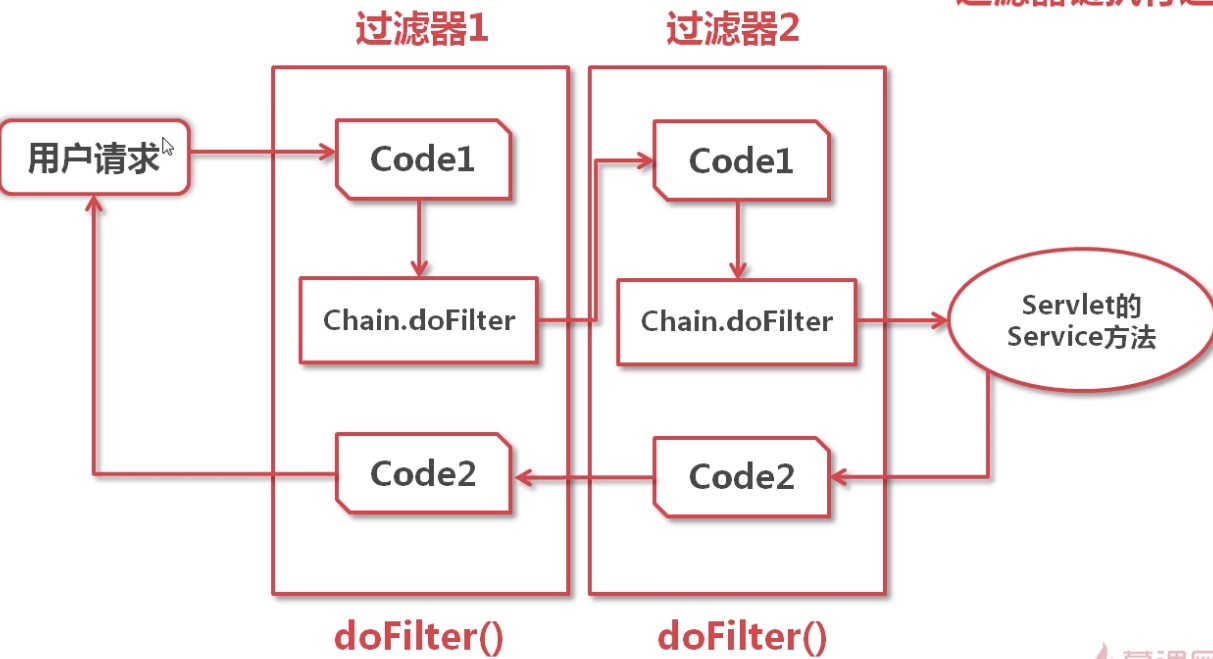 过滤器1
过滤器2
用户请求
Code1
Code1
Chain.doFilter
Chain.doFilter
Servlet的
Service方法
Code2
Code2
doFilter()
doFilter()